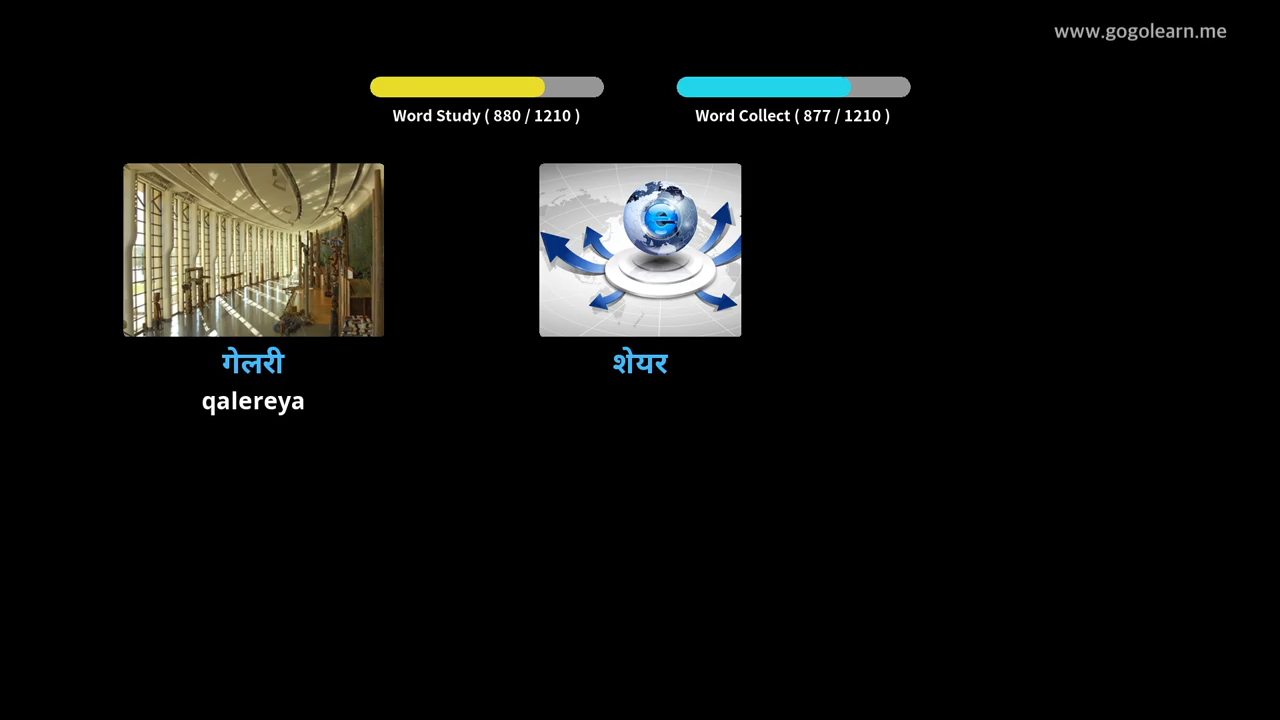 www.gogolearn.me
Word Study ( 880 / 1210 )
Word Collect ( 877 / 1210 )
e
गेलरी
शेयर
qalereya